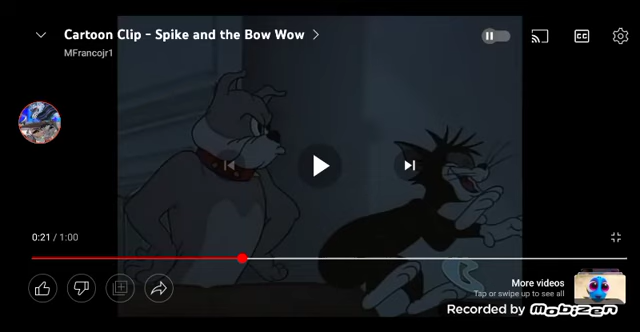 Cartoon Clip - Spike and the Bow Wow
MFrancojr1
CC
0:21 / 1:00
More videos
Tap or swipe up to see all
Recorded by Mobizen